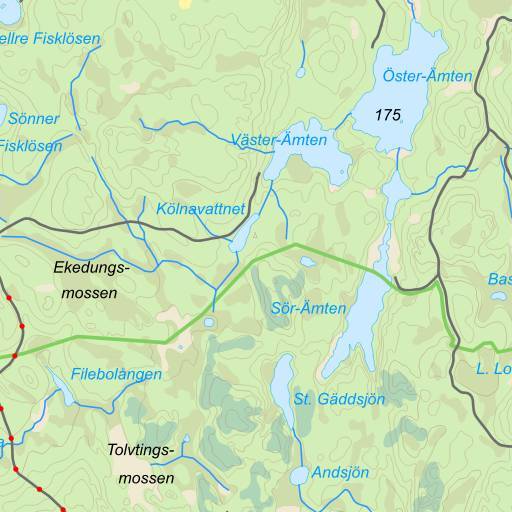 ellre Fisklösen
Öster-Ämten
175
Sönner
Fisklösen
Väster-Ämten
Kölnavattnet
Ekedungs-
mossen
Bas
Sör-Ämten
Filebolången
L. Lo
St. Gäddsjön
Tolvtings-
mossen
Andsjön